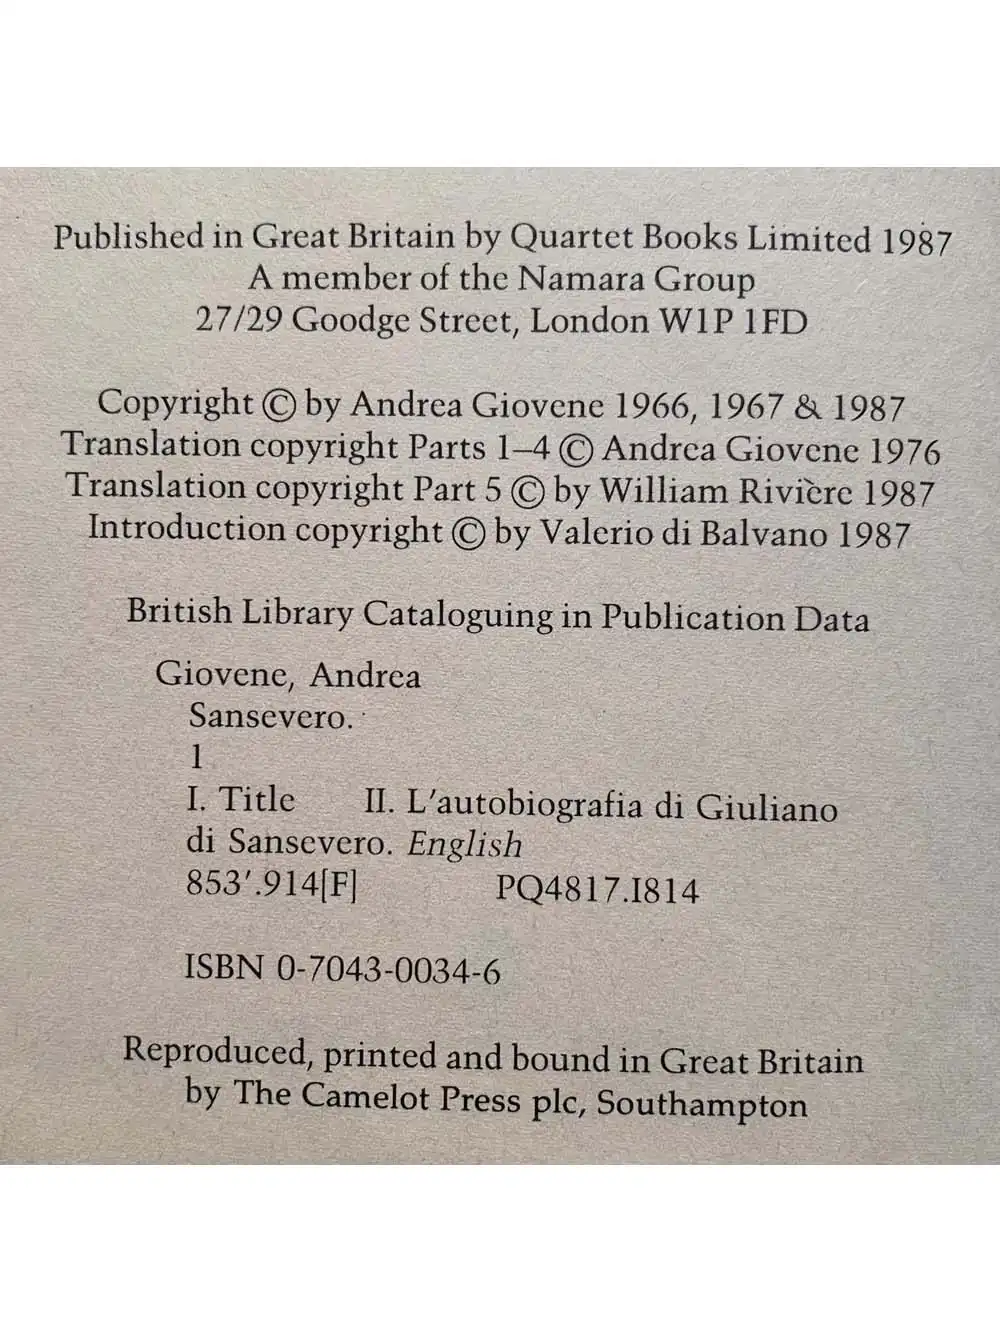 Published in Great Britain by Quartet Books Limited 1987
A member of the Namara Group
27/29 Goodge Street, London W1P 1FD
Copyright © by Andrea Giovene 1966, 1967 & 1987
Translation copyright Parts 1–4 © Andrea Giovene 1976
Translation copyright Part 5 © by William Rivière 1987
Introduction copyright © by Valerio di Balvano 1987
British Library Cataloguing in Publication Data
Giovene, Andrea
Sansevero.
1
I. Title II. L'autobiografia di Giuliano
di Sansevero. English
853'.914[F] PQ4817.I814
ISBN 0-7043-0034-6
Reproduced, printed and bound in Great Britain
by The Camelot Press plc, Southampton